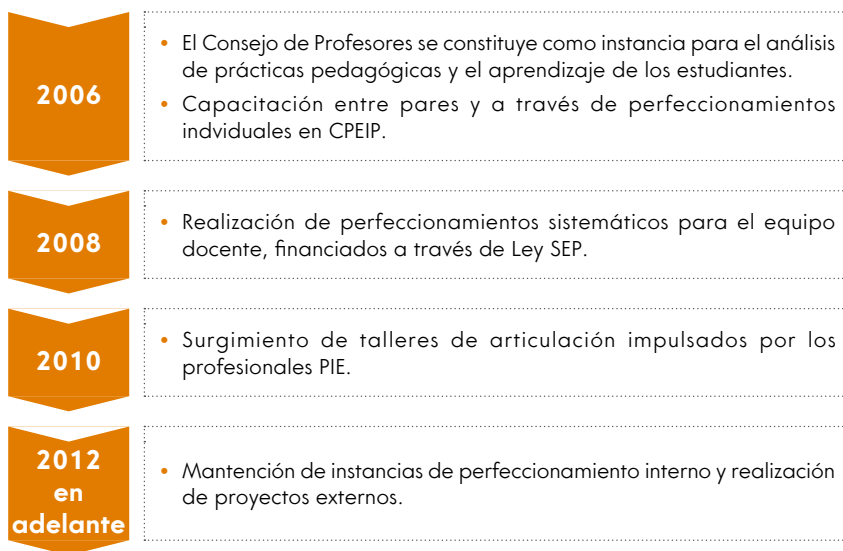 2006
• El Consejo de Profesores se constituye como instancia para el análisis
de prácticas pedagógicas y el aprendizaje de los estudiantes.
• Capacitación entre pares y a través de perfeccionamientos
indviduales en CPEIP.
2008
• Realización de perfeccionamientos sistemáticos para el equipo
docente, financiados a través de Ley SEP.
2010
• Surgimiento de talleres de articulación impulsados por los
profesionales PIE.
2012
en
adelante
• Mantención de instancias de perfeccionamiento interno y realización
de proyectos externos.